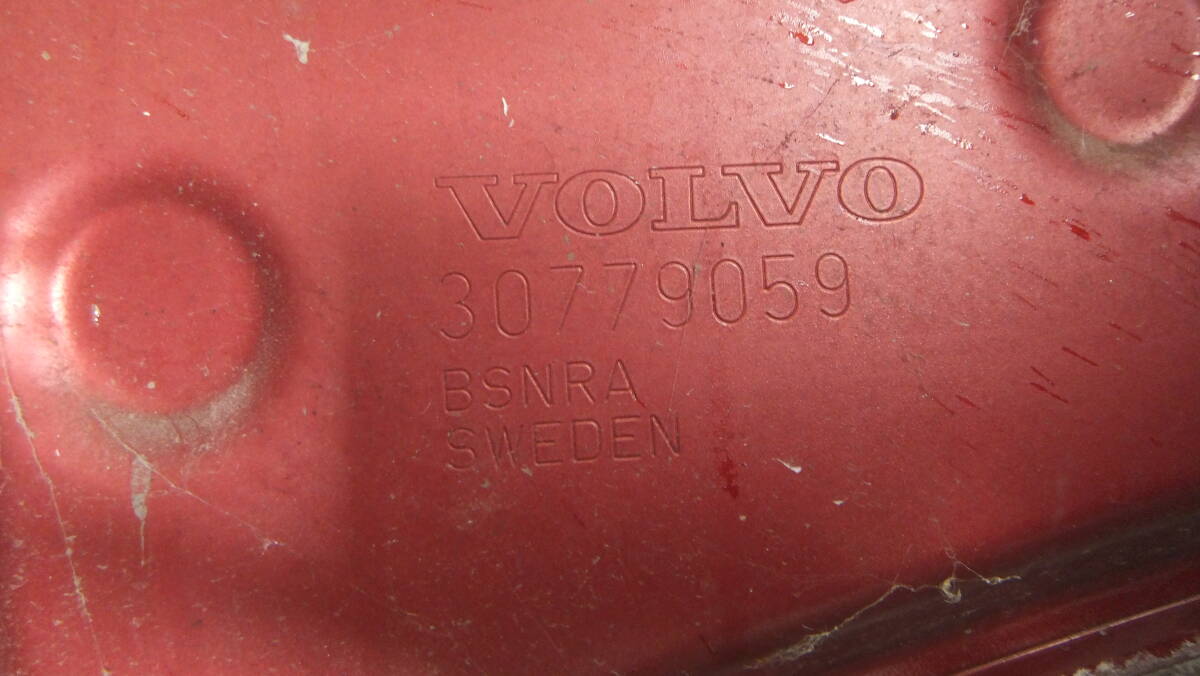 VOLVO
30779059
BSNRA
SWEDEN